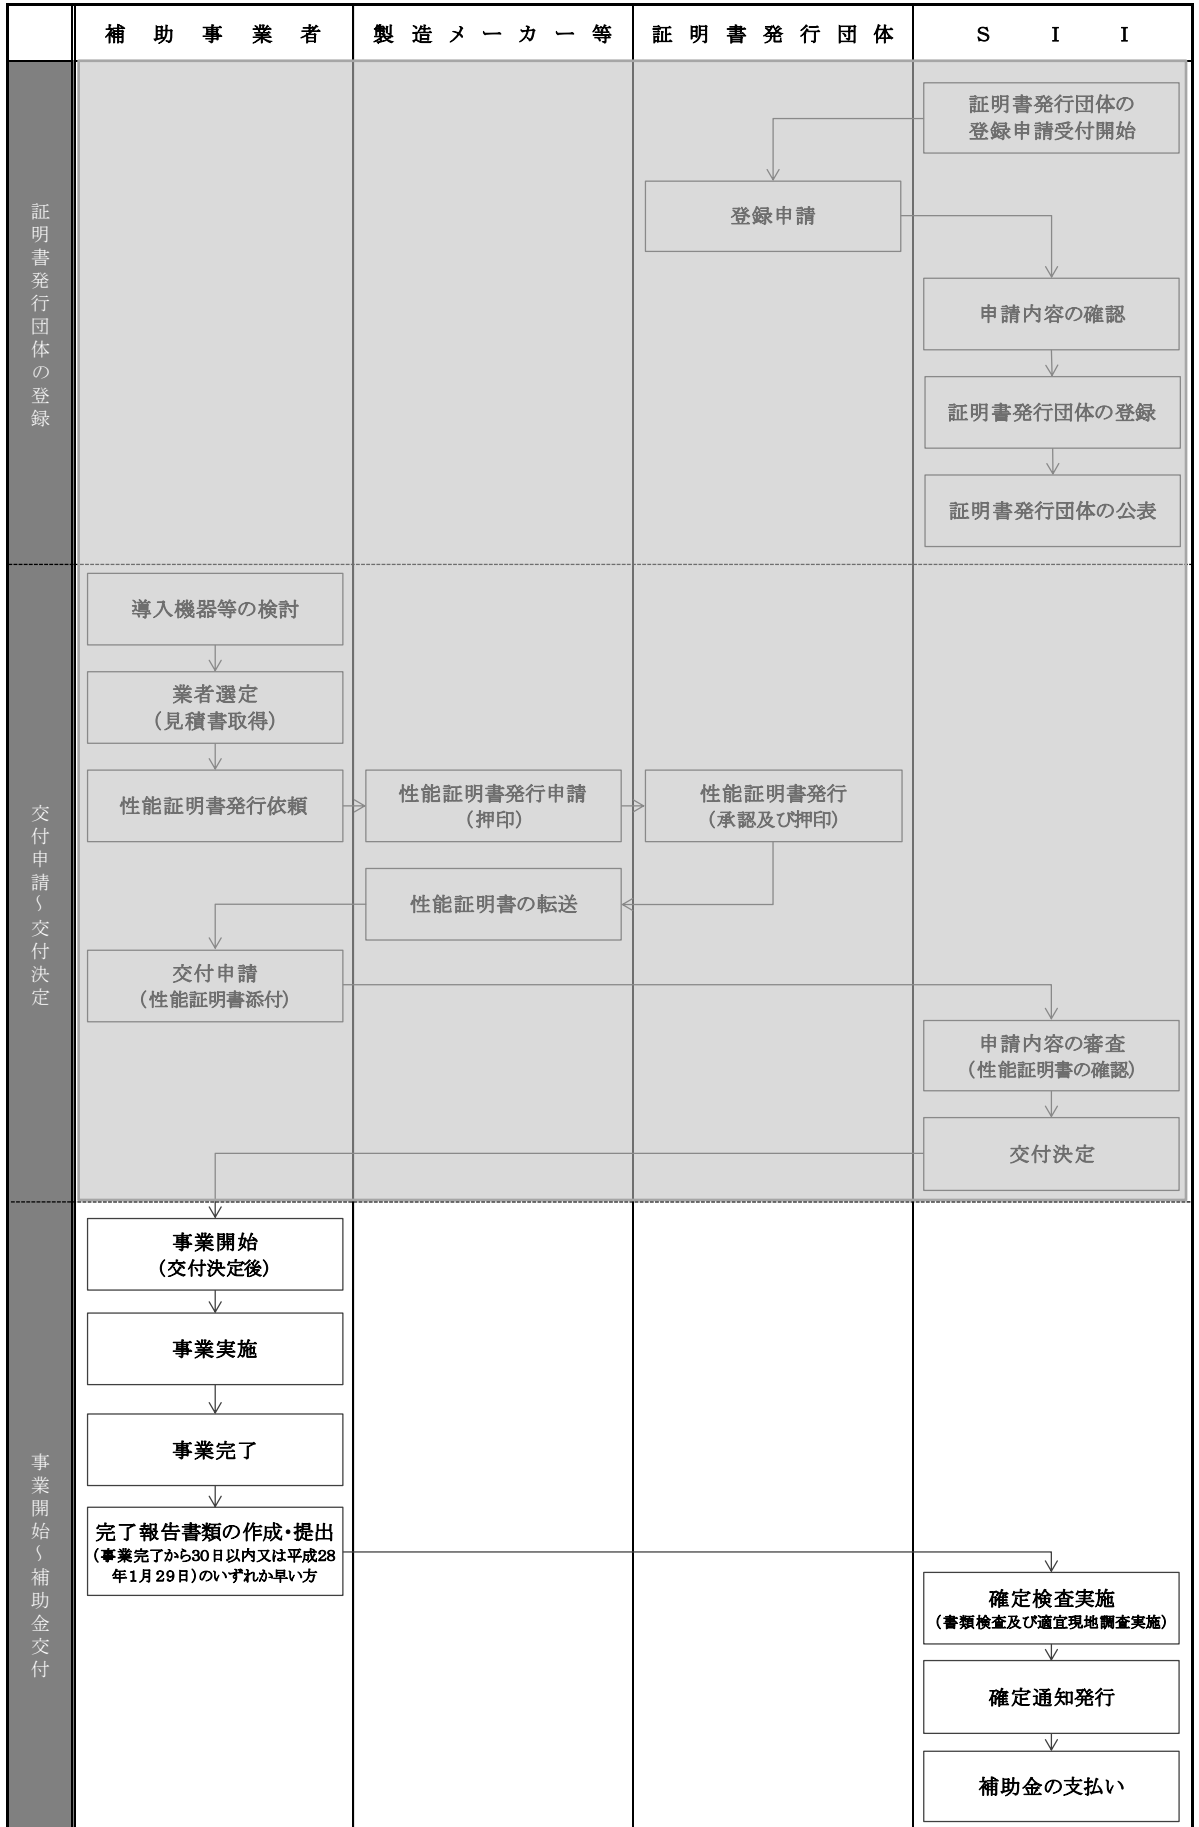 補助事業者
製造メーカー等
証明書発行団体
SII
証明書発行団体の登録
証明書発行団体の
登録申請受付開始
登録申請
申請内容の確認
証明書発行団体の登録
証明書発行団体の公表
交付申請～交付決定
導入機器等の検討
業者選定
（見積書取得）
性能証明書発行依頼
性能証明書発行申請
（押印）
性能証明書発行
（承認及び押印）
性能証明書の転送
交付申請
（性能証明書添付）
申請内容の審査
（性能証明書の確認）
交付決定
事業開始～補助金交付
事業開始
（交付決定後）
事業実施
事業完了
完了報告書類の作成・提出
（事業完了から30日以内又は平成28
年1月29日）のいずれか早い方
確定検査実施
（書類検査及び適宜現地調査実施）
確定通知発行
補助金の支払い